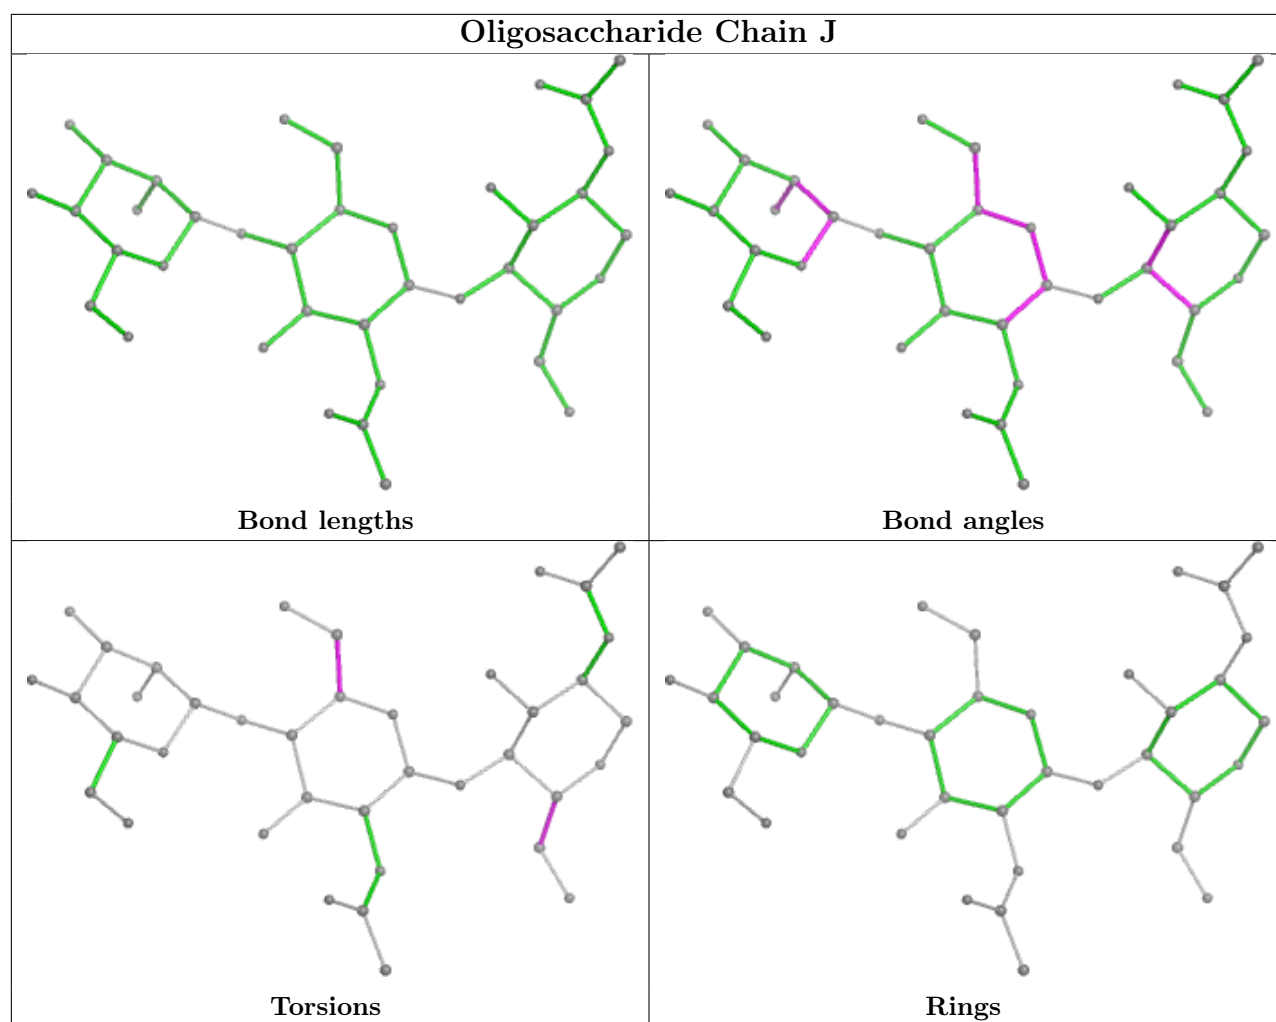 Oligosaccharide Chain J
Bond lengths
Bond angles
Torsions
Rings